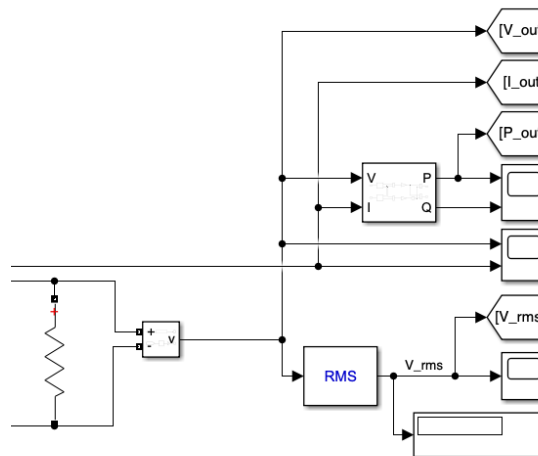 [V_out
[I_out
[P_out
V P
I Q
+
+
- v
[V_rms
V_rms
RMS